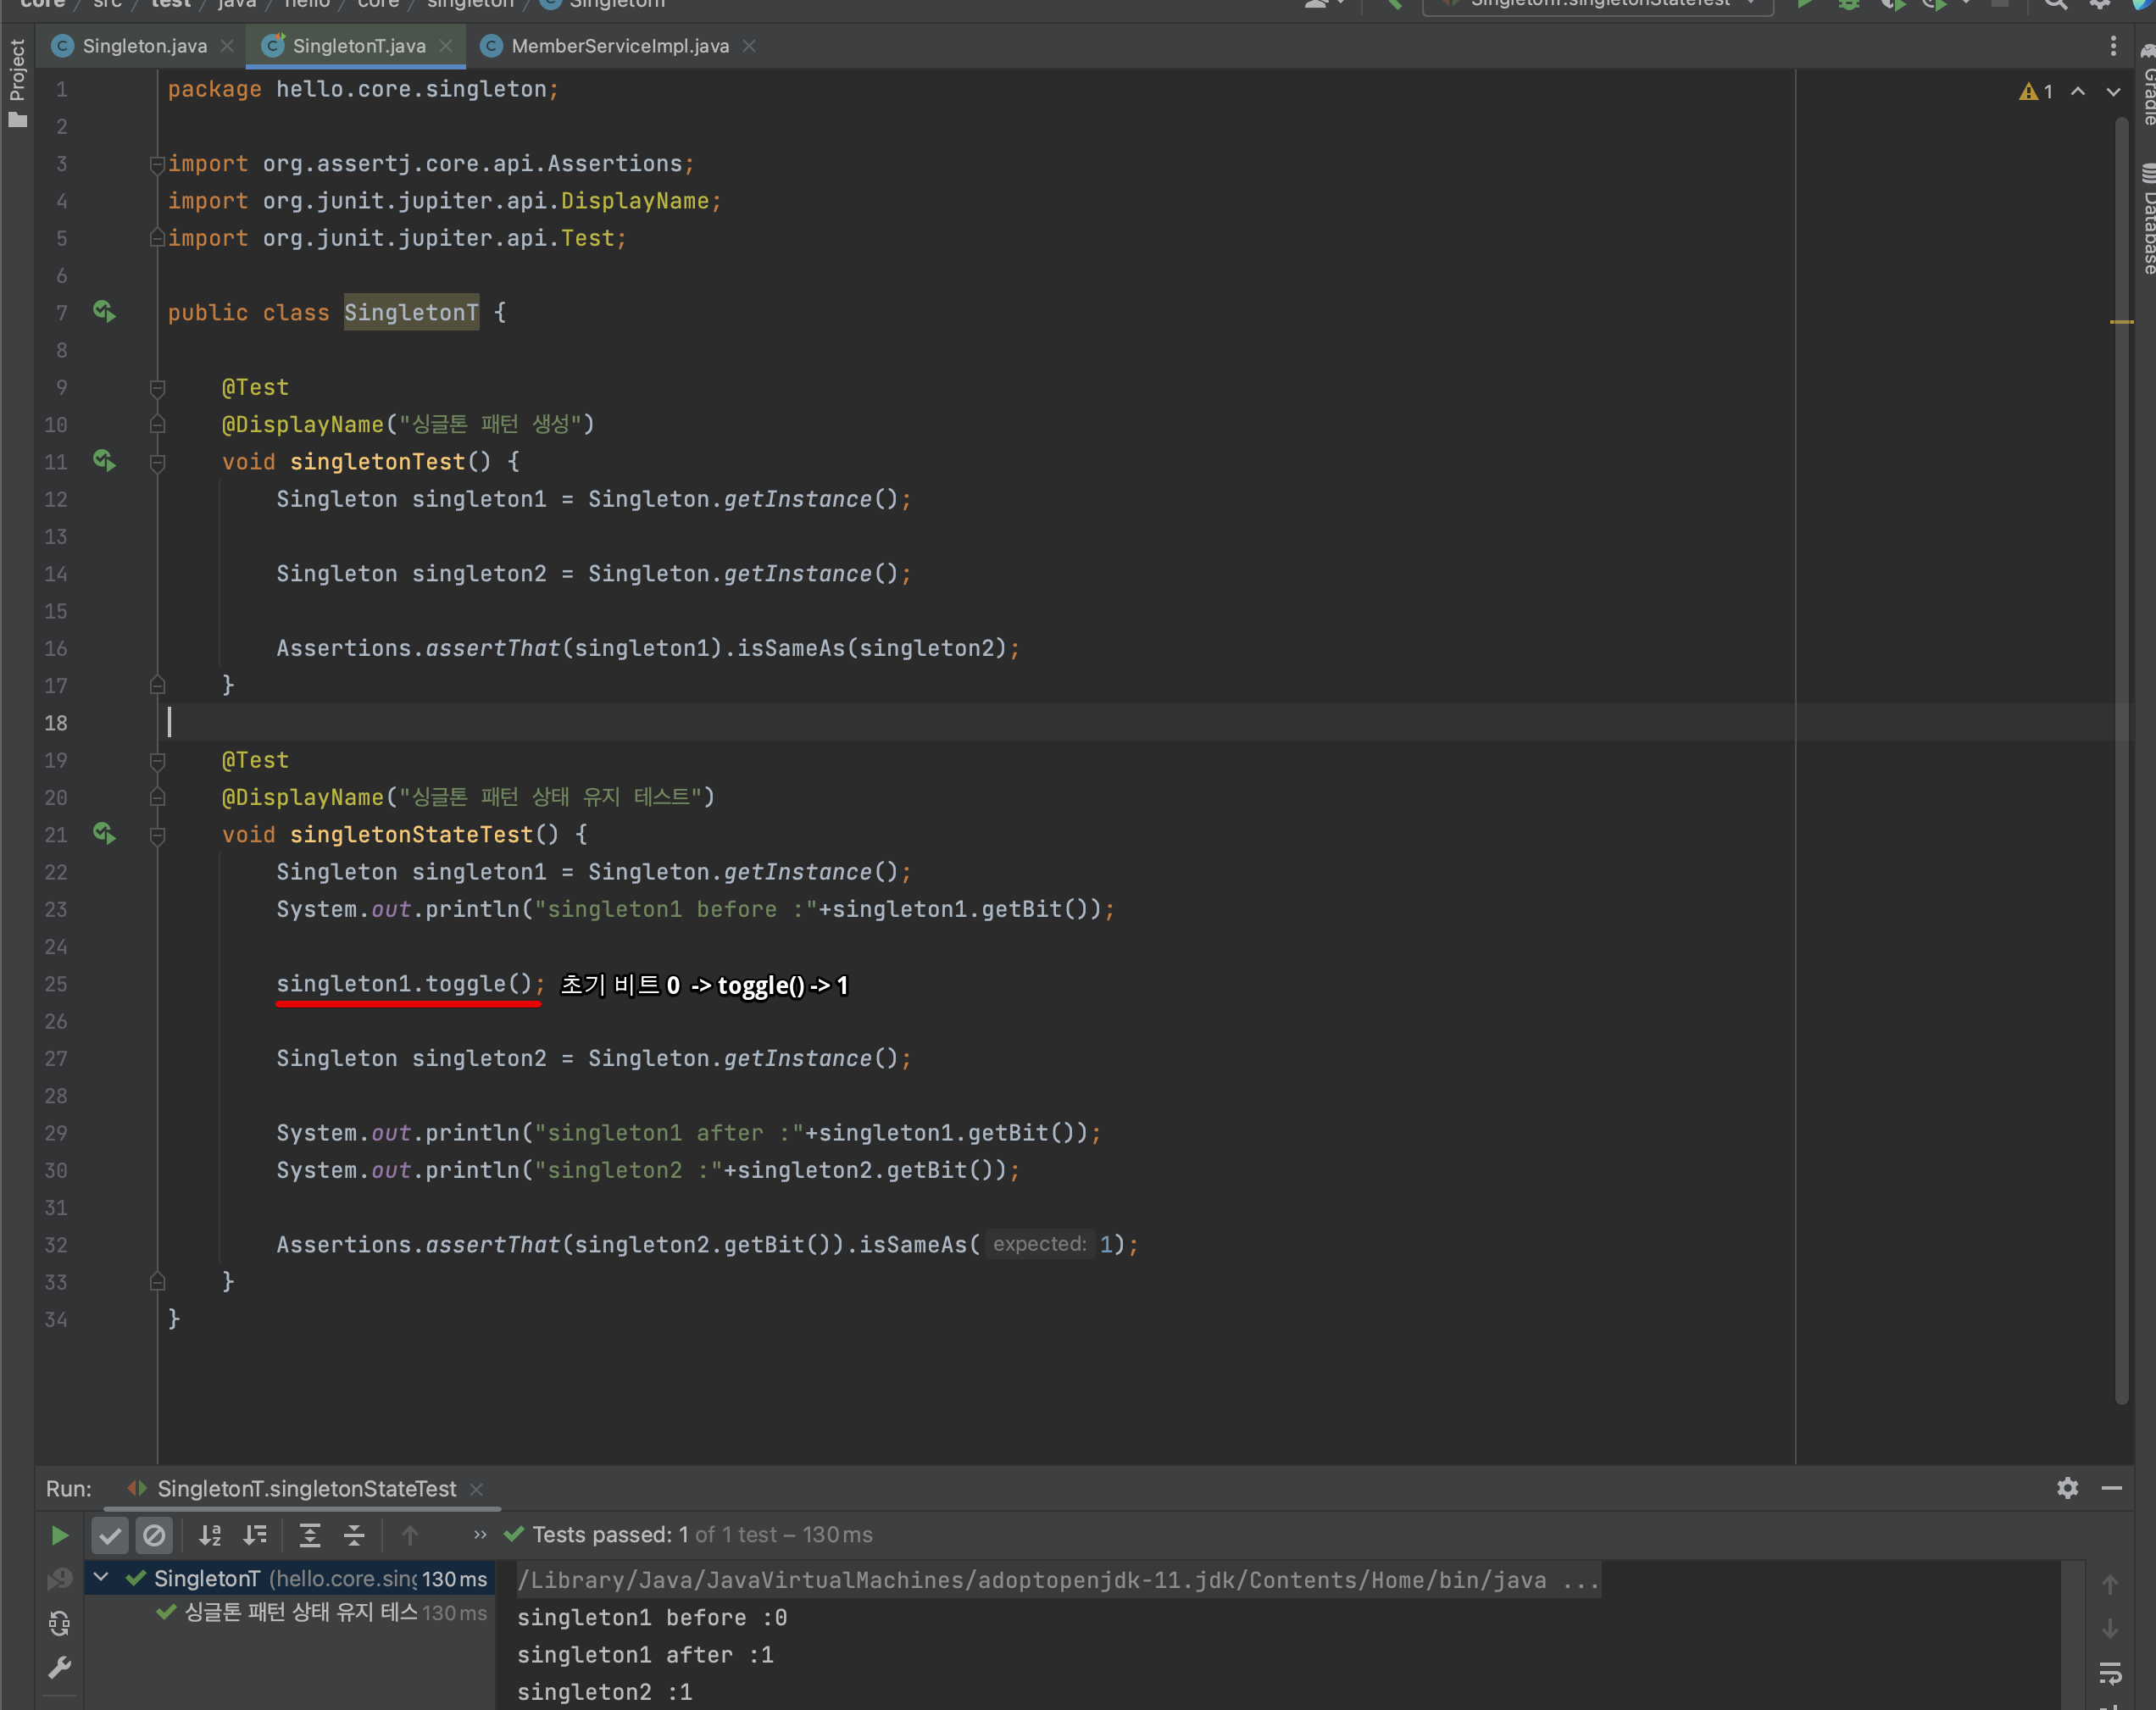 core / src / test / java / hello / core / singleton / SingletonT
SingletonT.singletonStateTest
Singleton.java
SingletonT.java
MemberServiceImpl.java
Project
Gradle
Database
1
1 package hello.core.singleton;
2
3 import org.assertj.core.api.Assertions;
4 import org.junit.jupiter.api.DisplayName;
5 import org.junit.jupiter.api.Test;
6
7 public class SingletonT {
8
9 @Test
10 @DisplayName("싱글톤 패턴 생성")
11 void singletonTest() {
12 Singleton singleton1 = Singleton.getInstance();
13
14 Singleton singleton2 = Singleton.getInstance();
15
16 Assertions.assertThat(singleton1).isSameAs(singleton2);
17 }
18
19 @Test
20 @DisplayName("싱글톤 패턴 상태 유지 테스트")
21 void singletonStateTest() {
22 Singleton singleton1 = Singleton.getInstance();
23 System.out.println("singleton1 before :"+singleton1.getBit());
24
25 singleton1.toggle(); 초기 비트 0 -> toggle() -> 1
26
27 Singleton singleton2 = Singleton.getInstance();
28
29 System.out.println("singleton1 after :"+singleton1.getBit());
30 System.out.println("singleton2 :"+singleton2.getBit());
31
32 Assertions.assertThat(singleton2.getBit()).isSameAs( expected: 1);
33 }
34 }
Run: SingletonT.singletonStateTest
Tests passed: 1 of 1 test – 130 ms
SingletonT (hello.core.sing 130 ms
싱글톤 패턴 상태 유지 테스 130 ms
/Library/Java/JavaVirtualMachines/adoptopenjdk-11.jdk/Contents/Home/bin/java ...
singleton1 before :0
singleton1 after :1
singleton2 :1